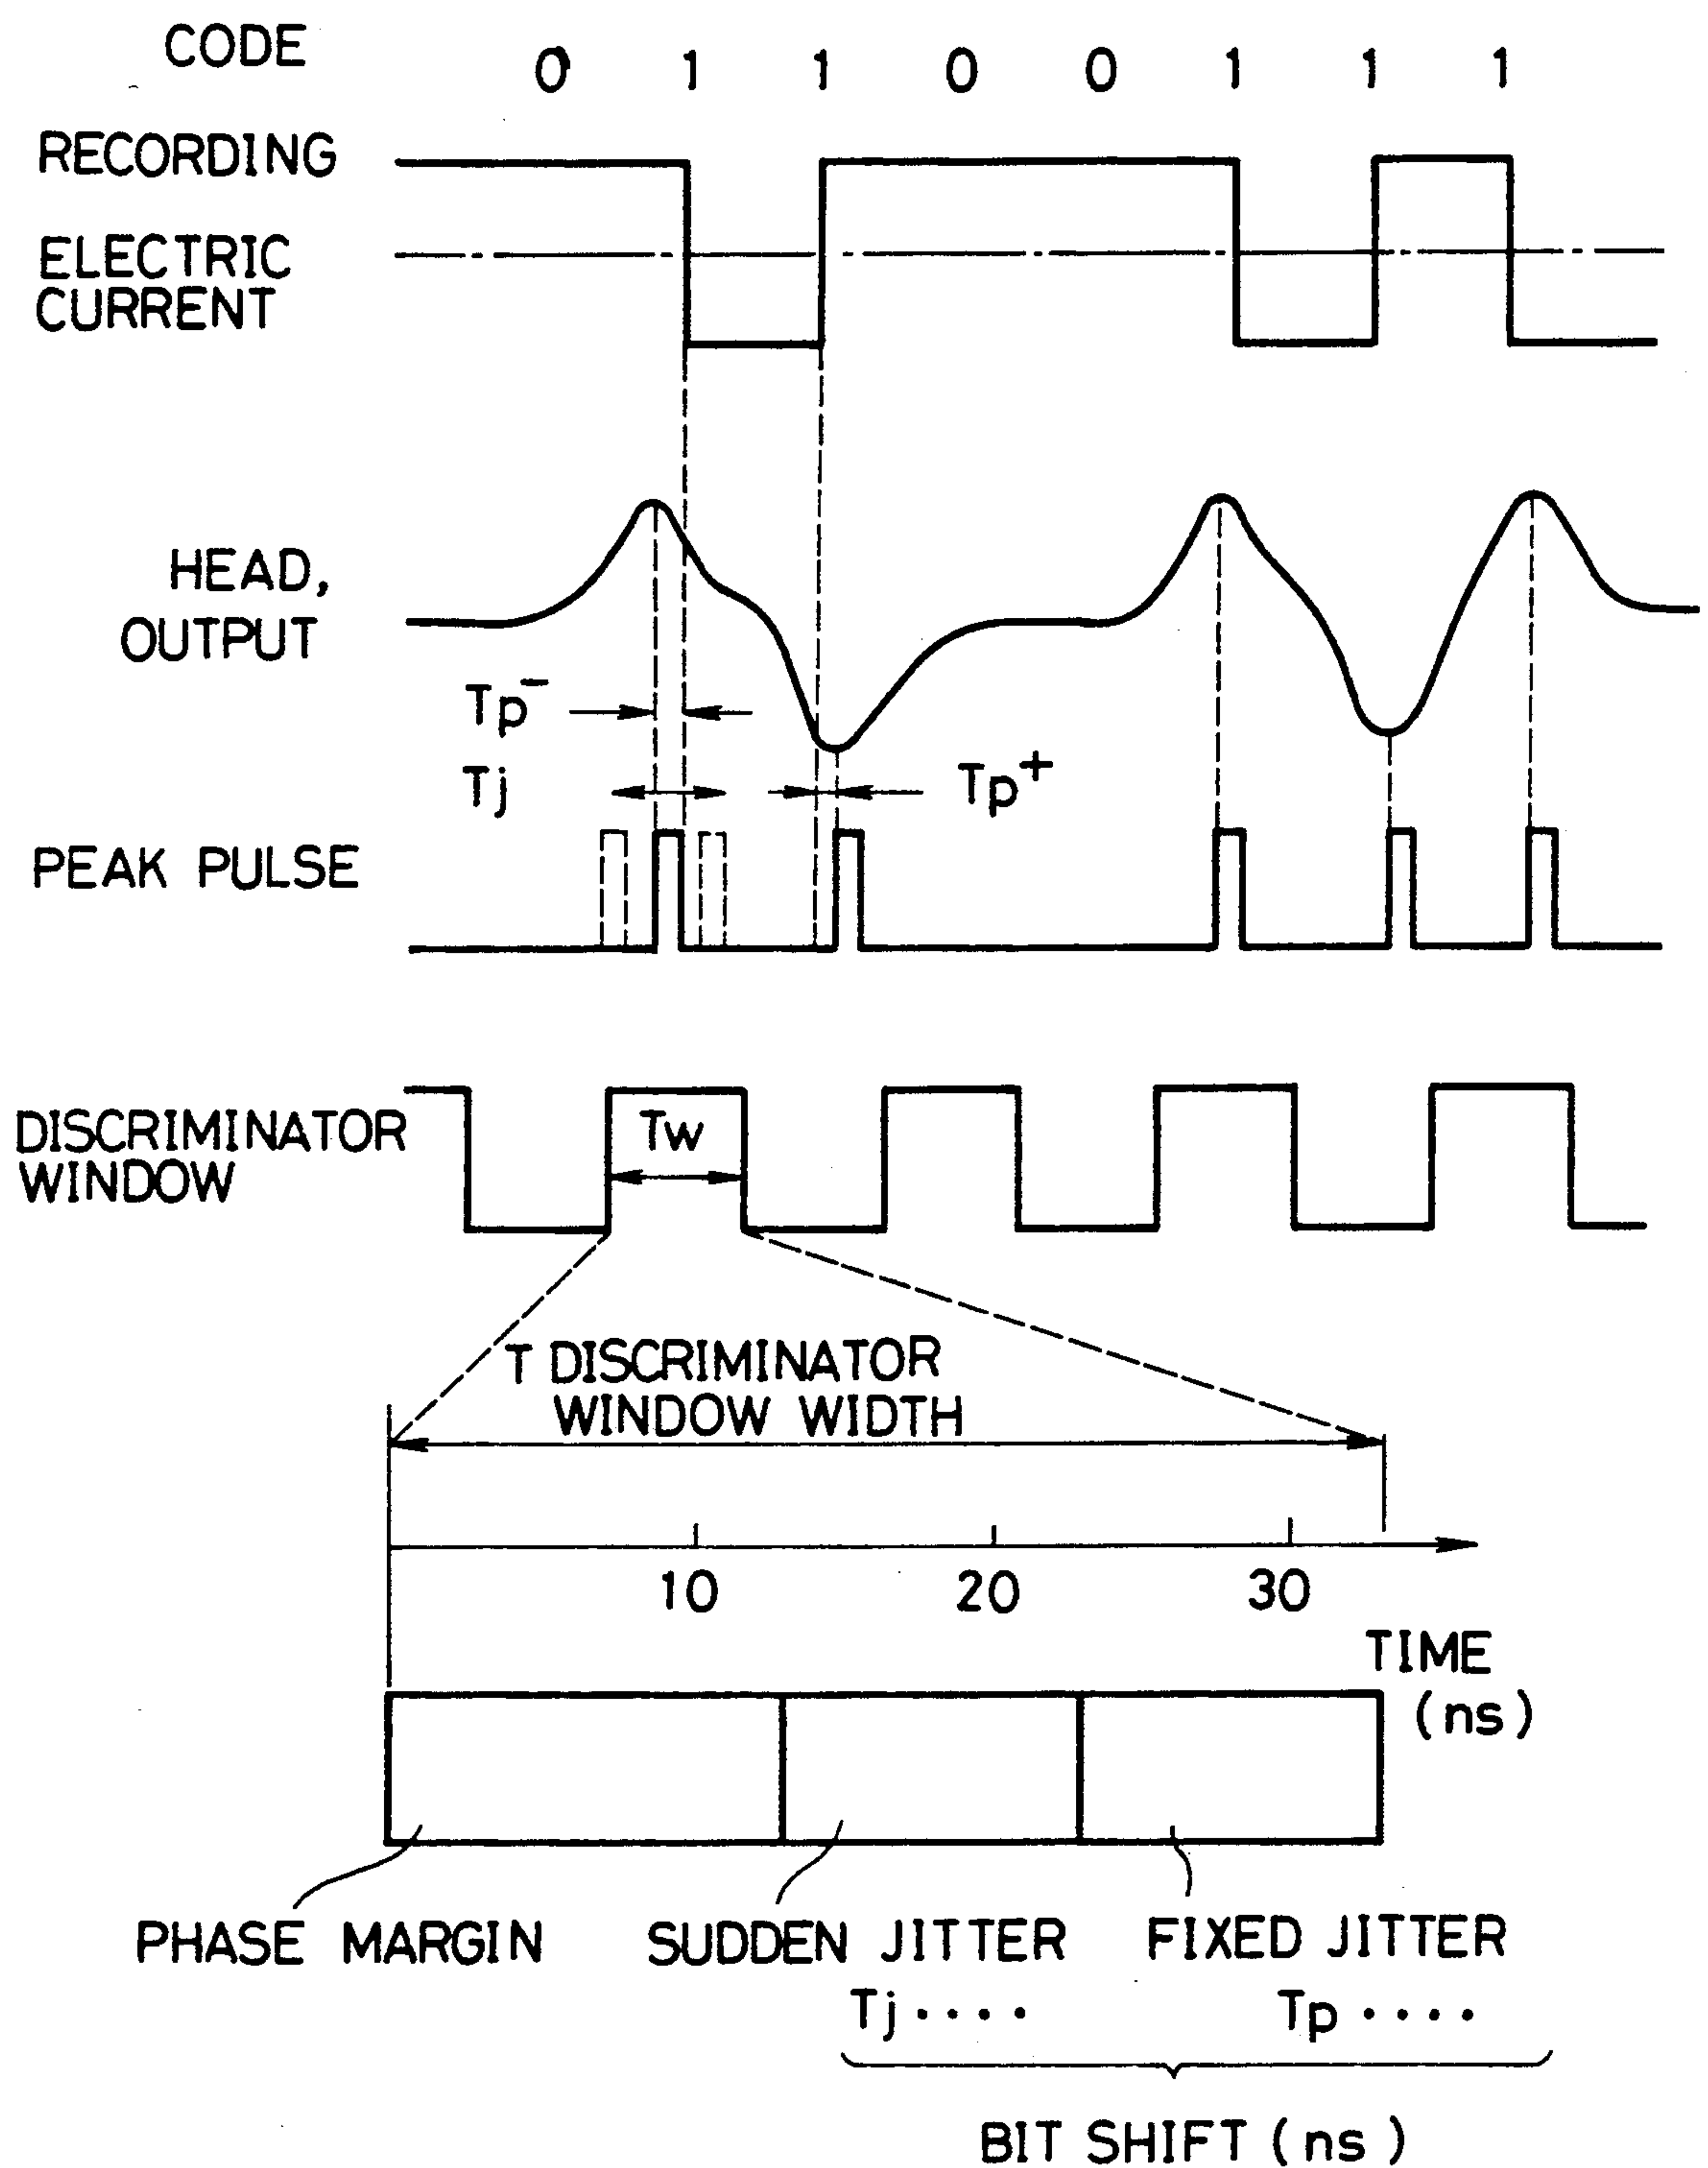 CODE 0 1 1 0 0 1 1 1
RECORDING
ELECTRIC
CURRENT
HEAD,
OUTPUT
Tp⁻
Tj
Tp⁺
PEAK PULSE
DISCRIMINATOR
WINDOW
Tw
T DISCRIMINATOR
WINDOW WIDTH
10 20 30
TIME
(ns)
PHASE MARGIN SUDDEN JITTER FIXED JITTER
Tj···· Tp····
BIT SHIFT (ns)